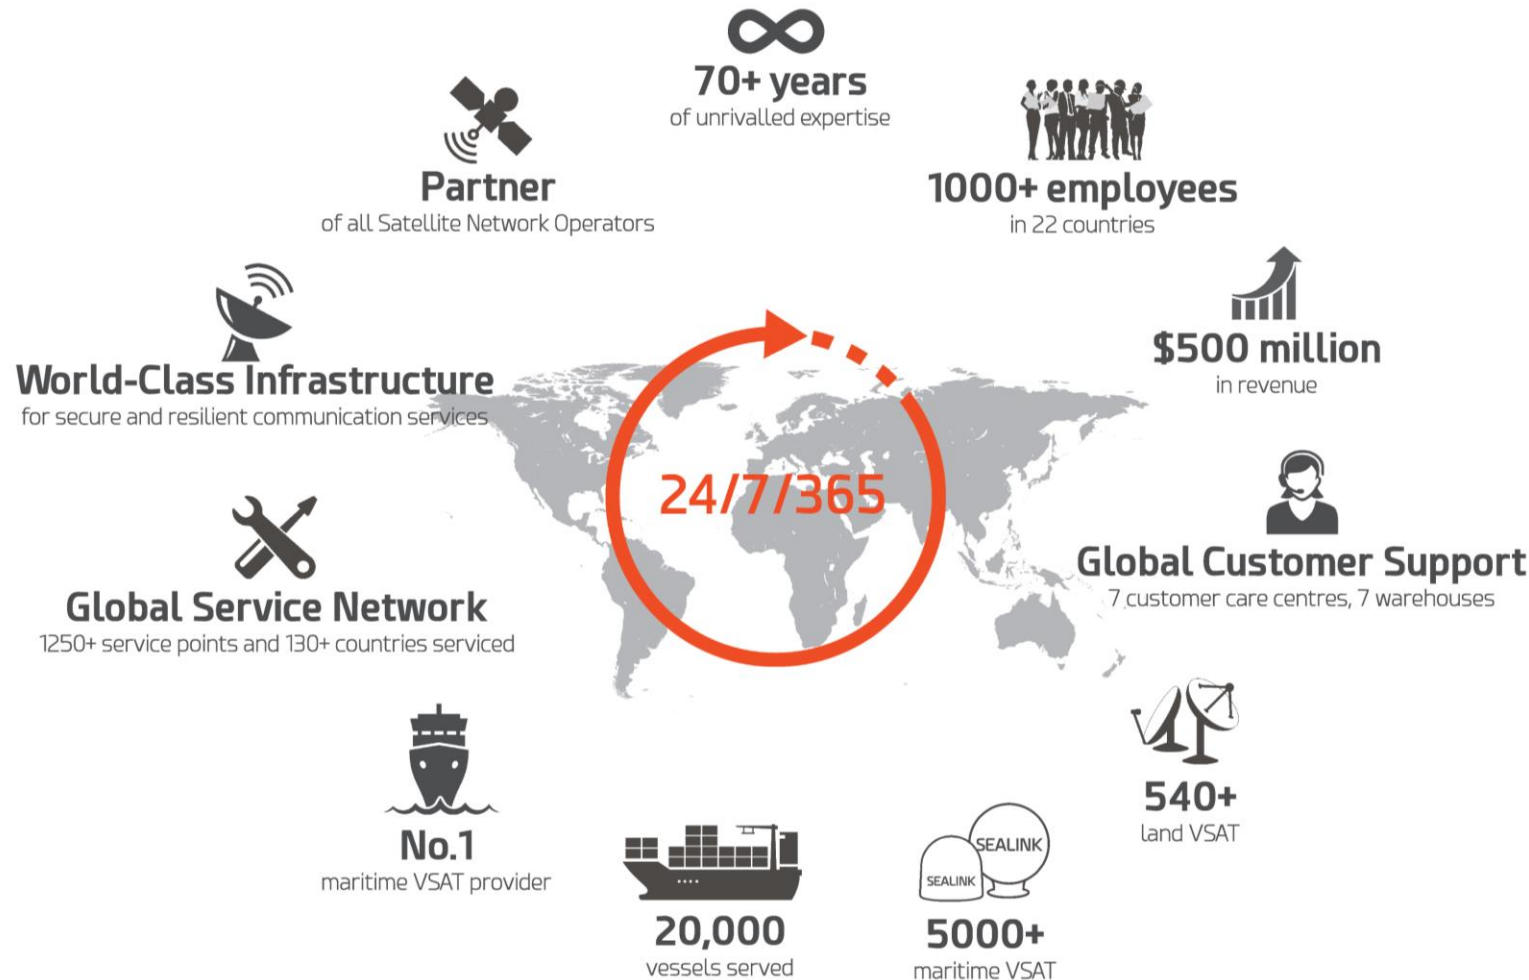 70+ years
of unrivalled expertise
Partner
of all Satellite Network Operators
1000+ employees
in 22 countries
World-Class Infrastructure
for secure and resilient communication services
$500 million
in revenue
24/7/365
Global Customer Support
7 customer care centres, 7 warehouses
Global Service Network
1250+ service points and 130+ countries serviced
No.1
maritime VSAT provider
20,000
vessels served
SEALINK
SEALINK
5000+
maritime VSAT
540+
land VSAT